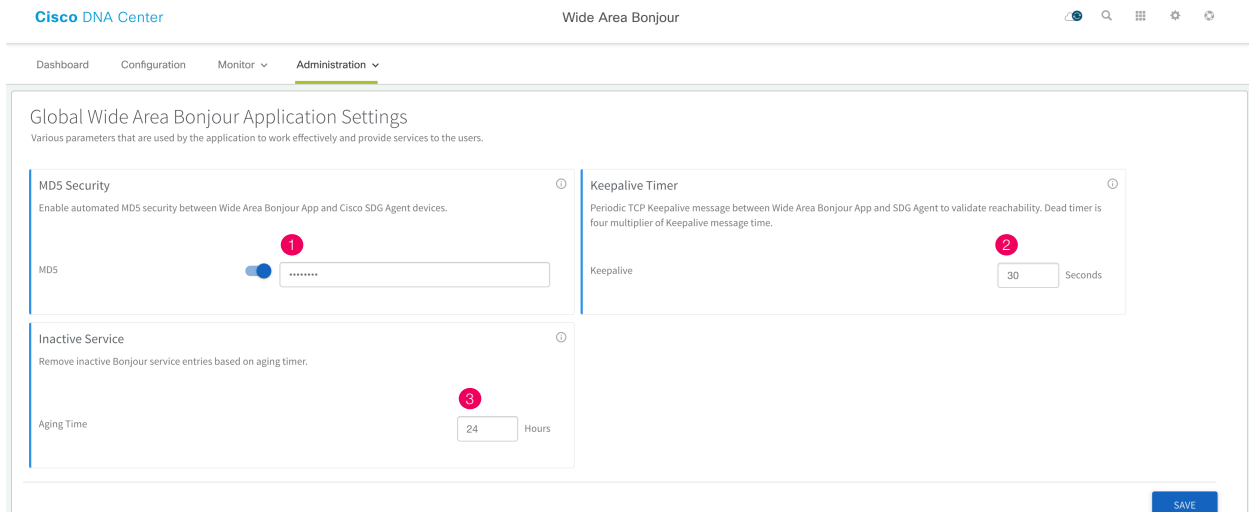 Cisco DNA Center
Wide Area Bonjour
Dashboard
Configuration
Monitor
Administration
Global Wide Area Bonjour Application Settings
Various parameters that are used by the application to work effectively and provide services to the users.
MD5 Security
Enable automated MD5 security between Wide Area Bonjour App and Cisco SDG Agent devices.
1
MD5
••••••••
Keepalive Timer
Periodic TCP Keepalive message between Wide Area Bonjour App and SDG Agent to validate reachability. Dead timer is
four multiplier of Keepalive message time.
2
Keepalive
30
Seconds
Inactive Service
Remove inactive Bonjour service entries based on aging timer.
3
Aging Time
24
Hours
SAVE